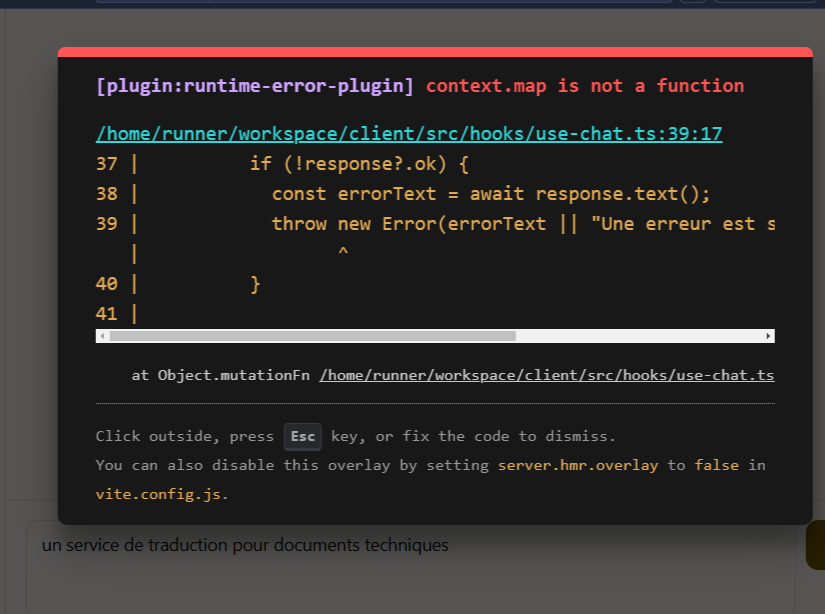 [plugin:runtime-error-plugin] context.map is not a function
/home/runner/workspace/client/src/hooks/use-chat.ts:39:17
37 |         if (!response?.ok) {
38 |           const errorText = await response.text();
39 |           throw new Error(errorText || "Une erreur est s
   |                 ^
40 |         }
41 |
at Object.mutationFn /home/runner/workspace/client/src/hooks/use-chat.ts
Click outside, press Esc key, or fix the code to dismiss.
You can also disable this overlay by setting server.hmr.overlay to false in
vite.config.js.
un service de traduction pour documents techniques